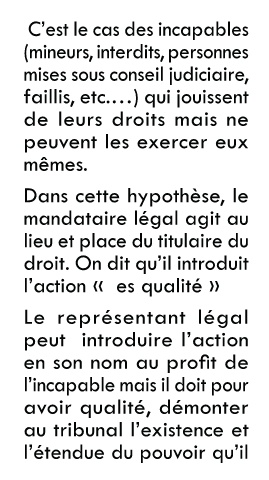 C'est le cas des incapables
(mineurs, interdits, personnes
mises sous conseil judiciaire,
faillis, etc.…) qui jouissent
de leurs droits mais ne
peuvent les exercer eux
mêmes.
Dans cette hypothèse, le
mandataire légal agit au
lieu et place du titulaire du
droit. On dit qu'il introduit
l'action «  es qualité »
Le représentant légal
peut  introduire l'action
en son nom au profit de
l'incapable mais il doit pour
avoir qualité, démonter
au tribunal l'existence et
l'étendue du pouvoir qu'il